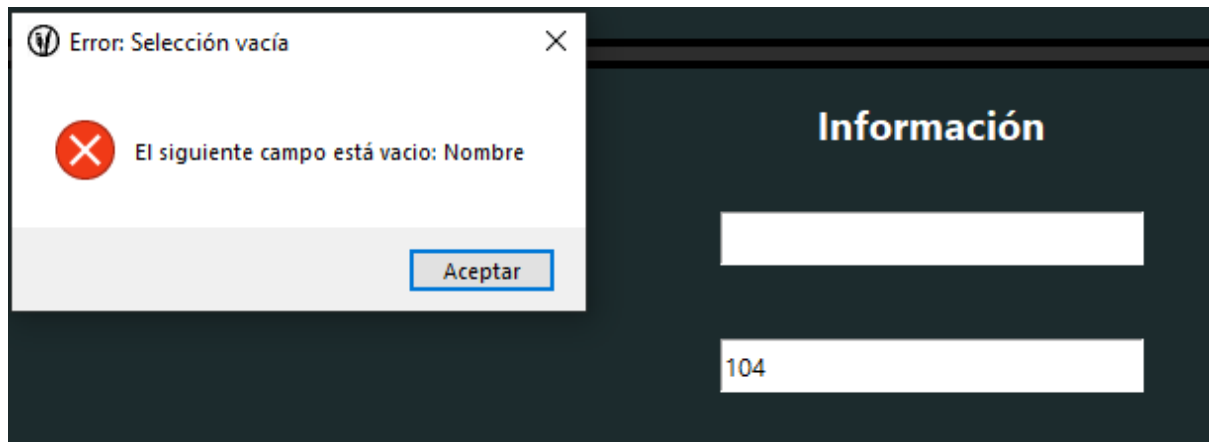 Error: Selección vacía
El siguiente campo está vacio: Nombre
Aceptar
Información
104